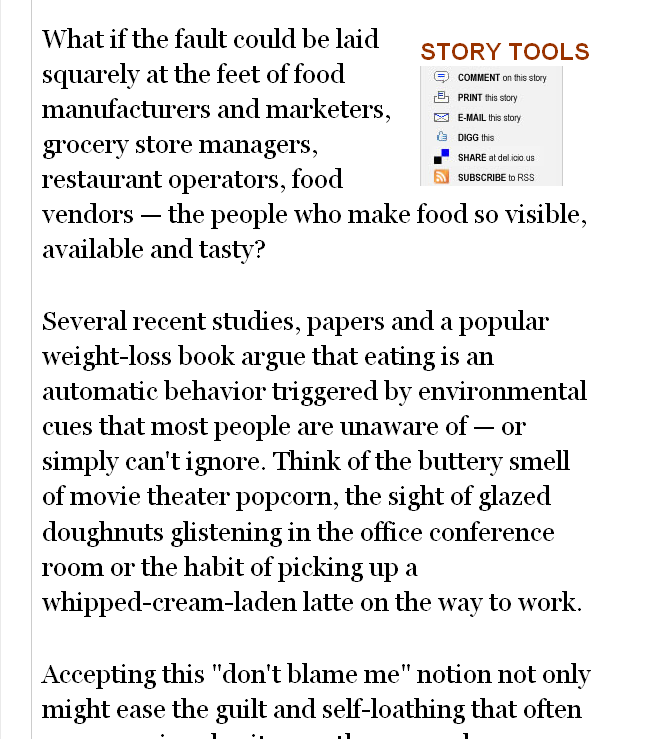 What if the fault could be laid
squarely at the feet of food
manufacturers and marketers,
grocery store managers,
restaurant operators, food
vendors — the people who make food so visible,
available and tasty?
STORY TOOLS
COMMENT on this story
PRINT this story
E-MAIL this story
DIGG this
SHARE at del.icio.us
SUBSCRIBE to RSS
Several recent studies, papers and a popular
weight-loss book argue that eating is an
automatic behavior triggered by environmental
cues that most people are unaware of — or
simply can't ignore. Think of the buttery smell
of movie theater popcorn, the sight of glazed
doughnuts glistening in the office conference
room or the habit of picking up a
whipped-cream-laden latte on the way to work.
Accepting this "don't blame me" notion not only
might ease the guilt and self-loathing that often